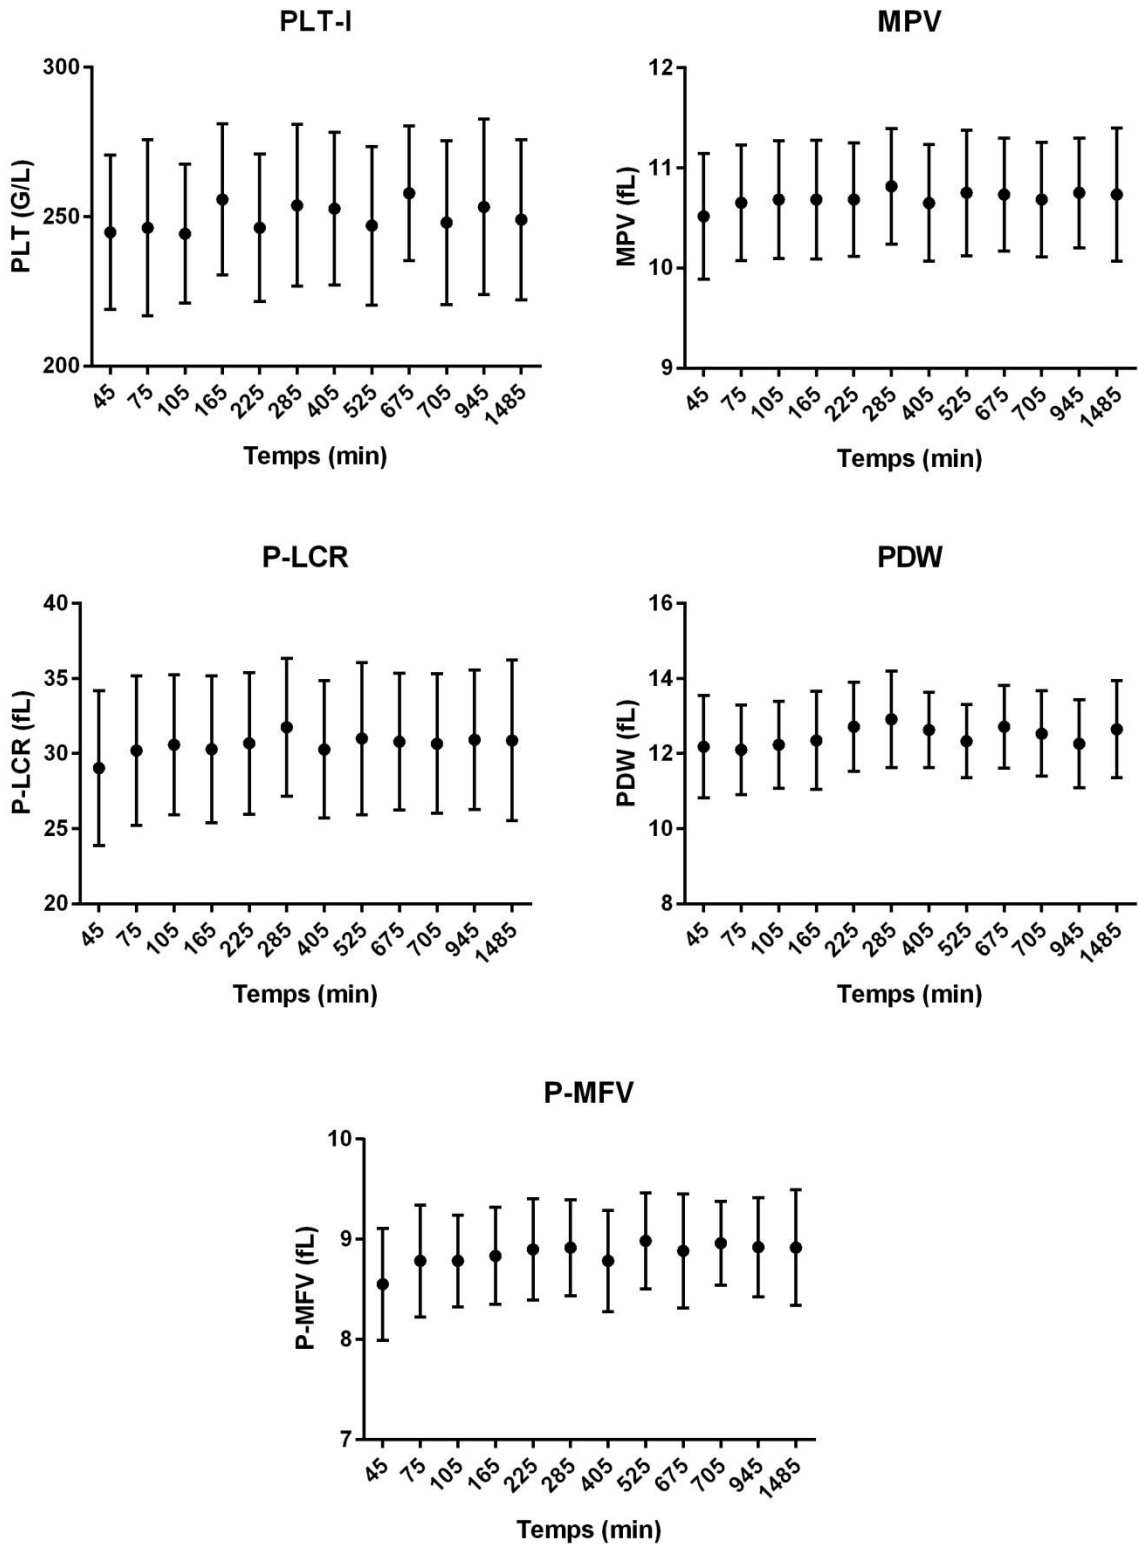 PLT-I
PLT (G/L)
300
250
200
45 75 105 165 225 285 405 525 675 705 945 1485
Temps (min)
MPV
MPV (fL)
12
11
10
9
45 75 105 165 225 285 405 525 675 705 945 1485
Temps (min)
P-LCR
P-LCR (fL)
40
35
30
25
20
45 75 105 165 225 285 405 525 675 705 945 1485
Temps (min)
PDW
PDW (fL)
16
14
12
10
8
45 75 105 165 225 285 405 525 675 705 945 1485
Temps (min)
P-MFV
P-MFV (fL)
10
9
8
7
45 75 105 165 225 285 405 525 675 705 945 1485
Temps (min)